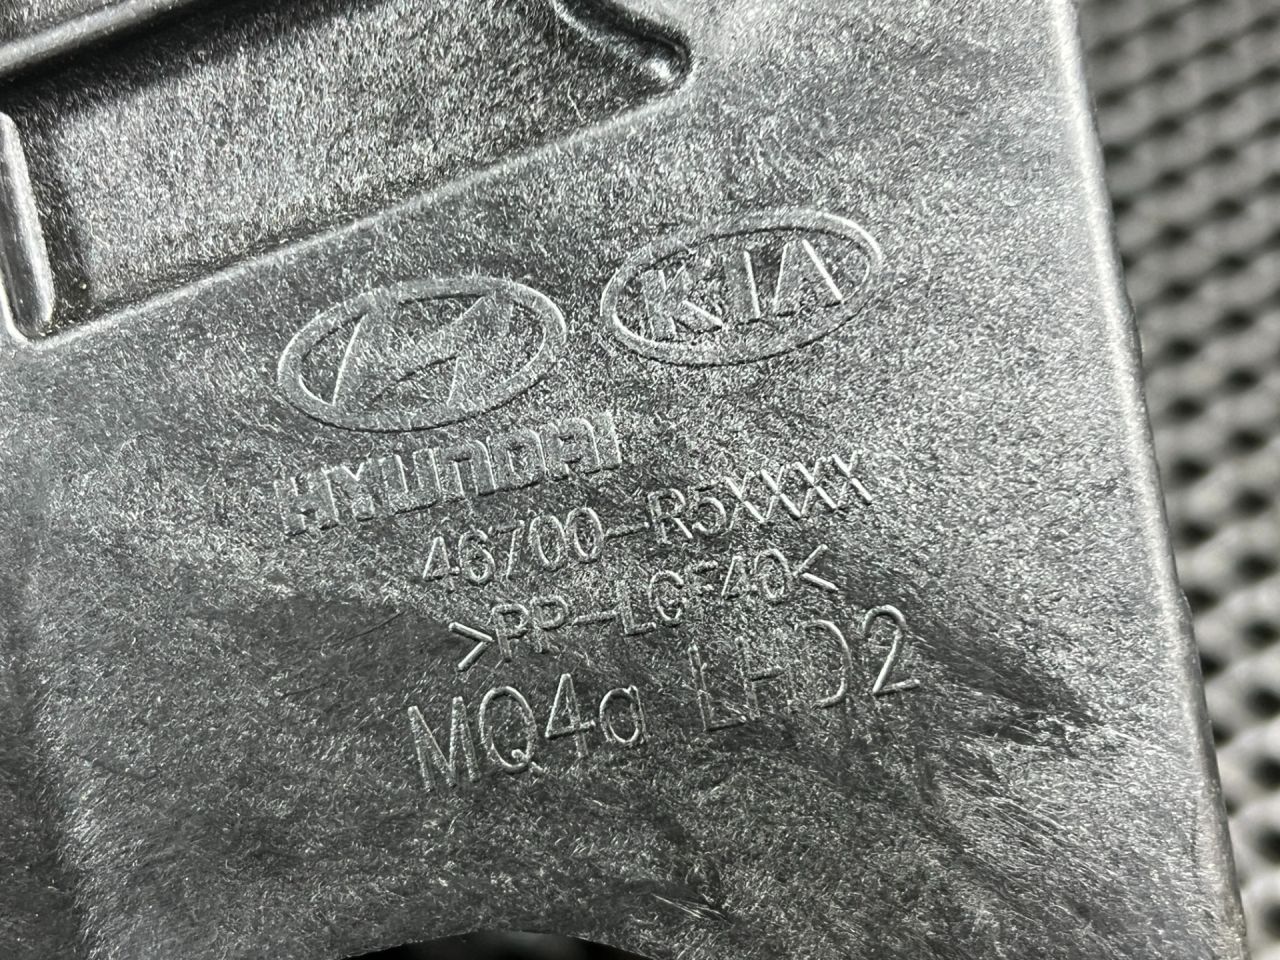 KIA
HYUNDAI
46700-R5XXXX
>PP-LGF40<
MQ4a LHD2